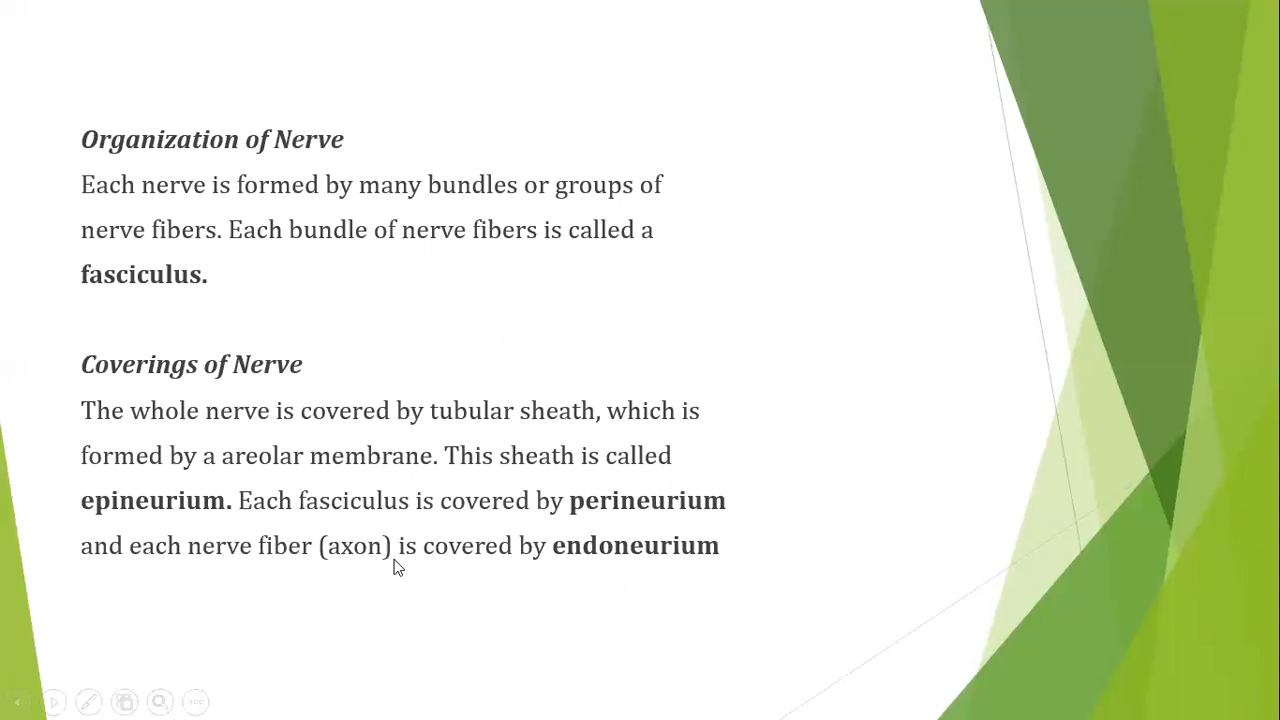 Organization of Nerve
Each nerve is formed by many bundles or groups of
nerve fibers. Each bundle of nerve fibers is called a
fasciculus.
Coverings of Nerve
The whole nerve is covered by tubular sheath, which is
formed by a areolar membrane. This sheath is called
epineurium. Each fasciculus is covered by perineurium
and each nerve fiber (axon) is covered by endoneurium